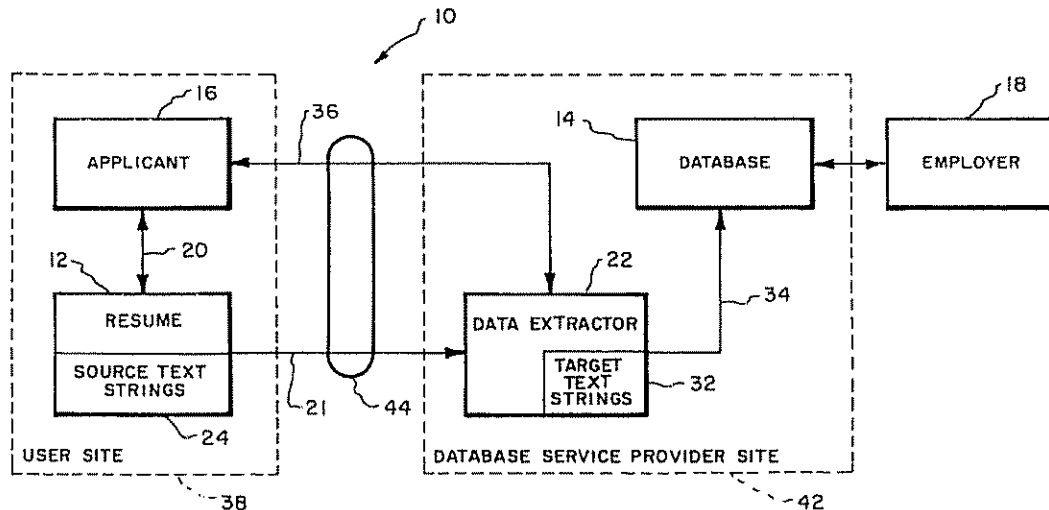 10
16
36
14
18
APPLICANT
DATABASE
EMPLOYER
20
12
22
34
RESUME
DATA EXTRACTOR
SOURCE TEXT
STRINGS
TARGET
TEXT
STRINGS
32
24
21
44
USER SITE
DATABASE SERVICE PROVIDER SITE
38
42